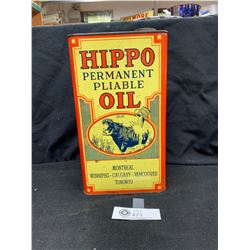 HIPPO
PERMANENT
PLIABLE
OIL
MONTREAL
WINNIPEG - CALGARY - VANCOUVER
TORONTO